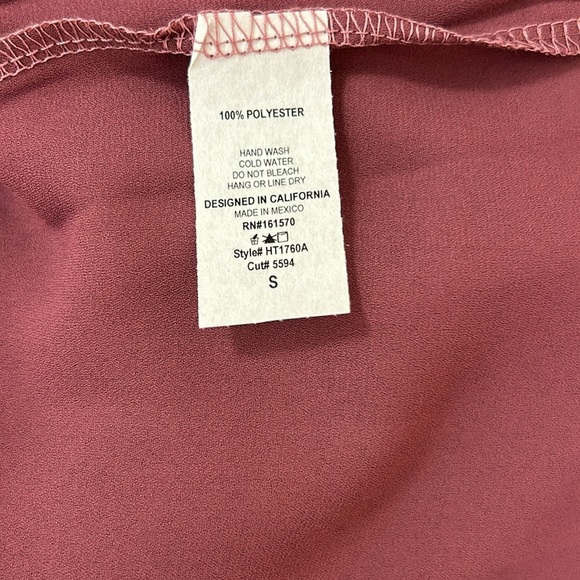 100% POLYESTER
HAND WASH
COLD WATER
DO NOT BLEACH
HANG OR LINE DRY
DESIGNED IN CALIFORNIA
MADE IN MEXICO
RN#161570
Style# HT1760A
Cut# 5594
S